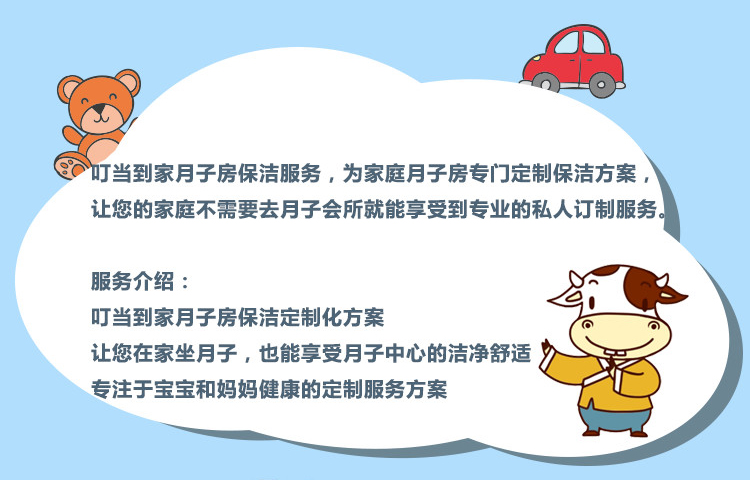 叮当到家月子房保洁服务，为家庭月子房专门定制保洁方案，
让您的家庭不需要去月子会所就能享受到专业的私人订制服务。
服务介绍：
叮当到家月子房保洁定制化方案
让您在家坐月子，也能享受月子中心的洁净舒适
专注于宝宝和妈妈健康的定制服务方案